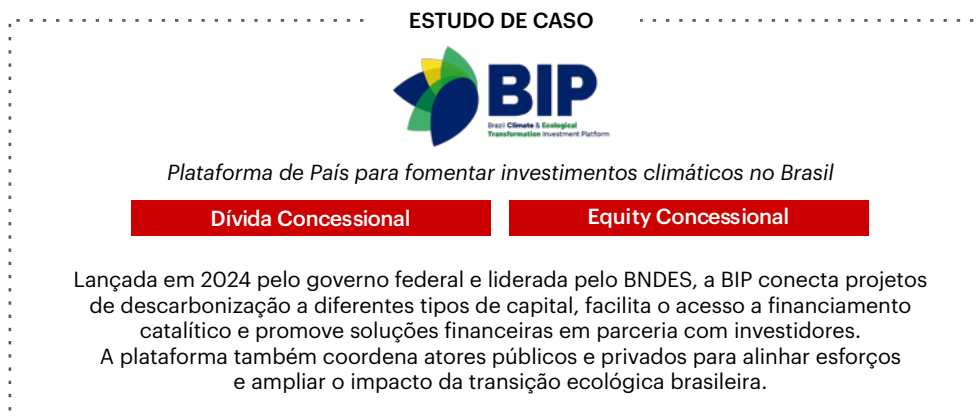 ESTUDO DE CASO
BIP
Brazil Climate & Ecological
Transformation Investment Platform
Plataforma de País para fomentar investimentos climáticos no Brasil
Dívida Concessional
Equity Concessional
Lançada em 2024 pelo governo federal e liderada pelo BNDES, a BIP conecta projetos
de descarbonização a diferentes tipos de capital, facilita o acesso a financiamento
catalítico e promove soluções financeiras em parceria com investidores.
A plataforma também coordena atores públicos e privados para alinhar esforços
e ampliar o impacto da transição ecológica brasileira.